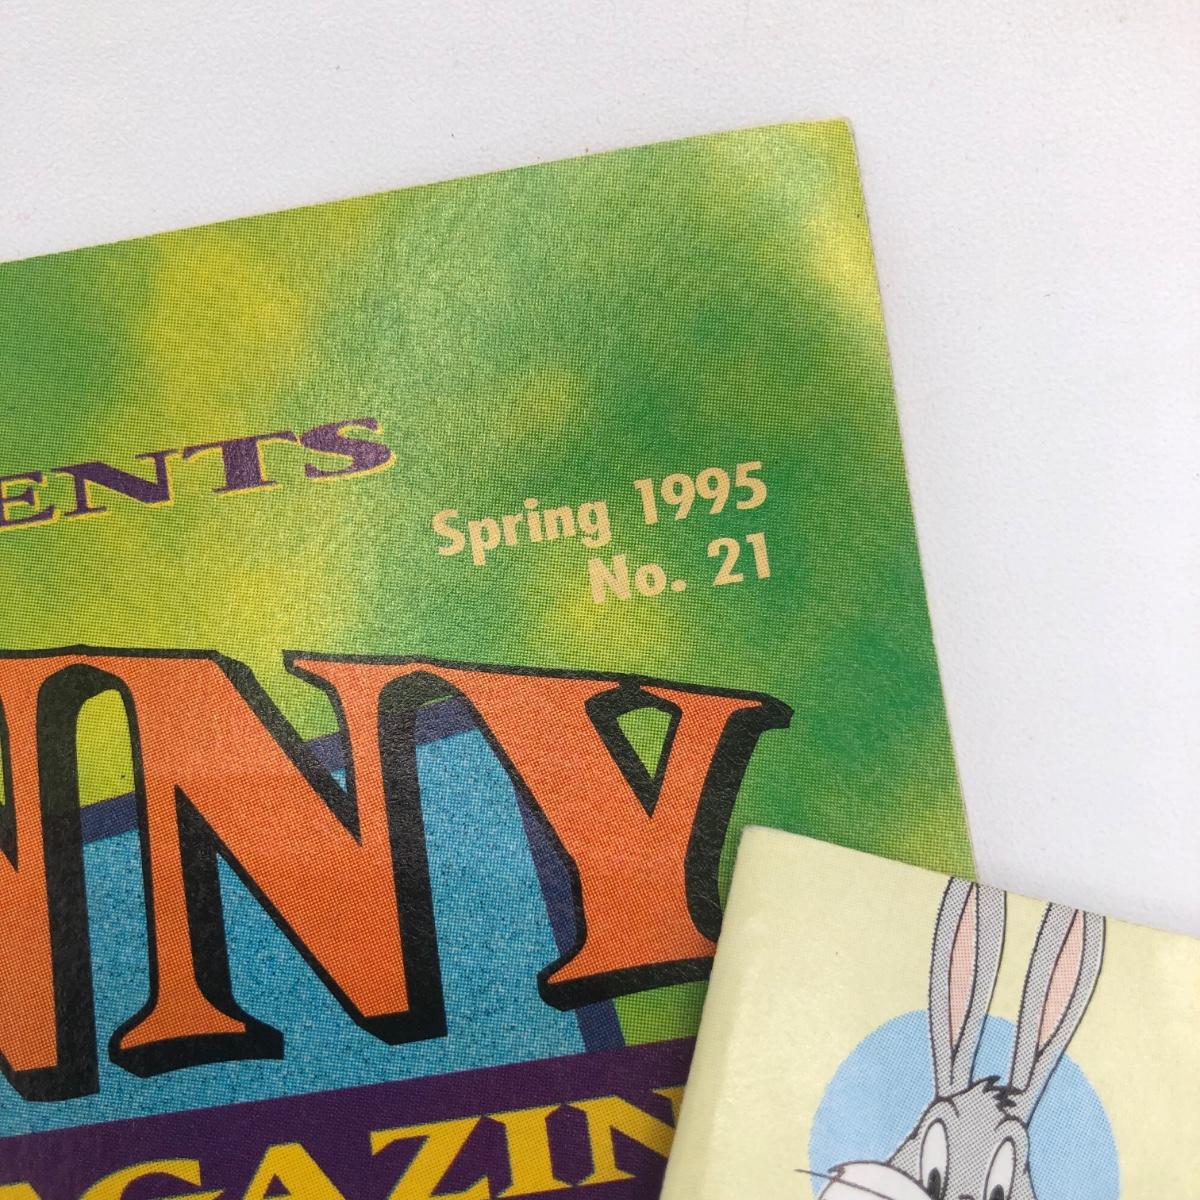 ENTS
Spring 1995
No. 21
NNY
AGAZIN